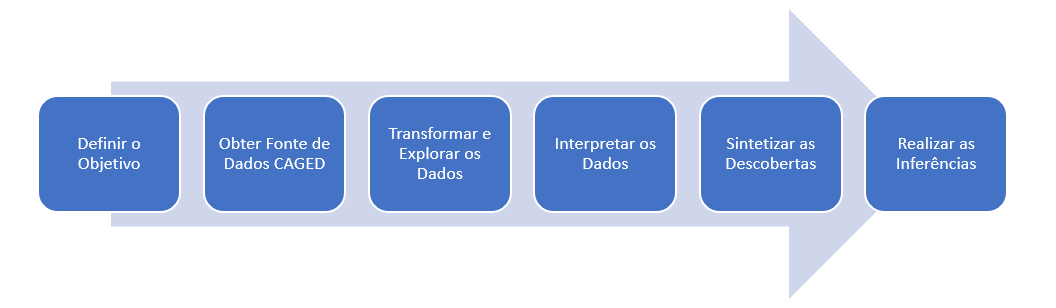 Definir o
Objetivo
Obter Fonte de
Dados CAGED
Transformar e
Explorar os
Dados
Interpretar os
Dados
Sintetizar as
Descobertas
Realizar as
Inferências